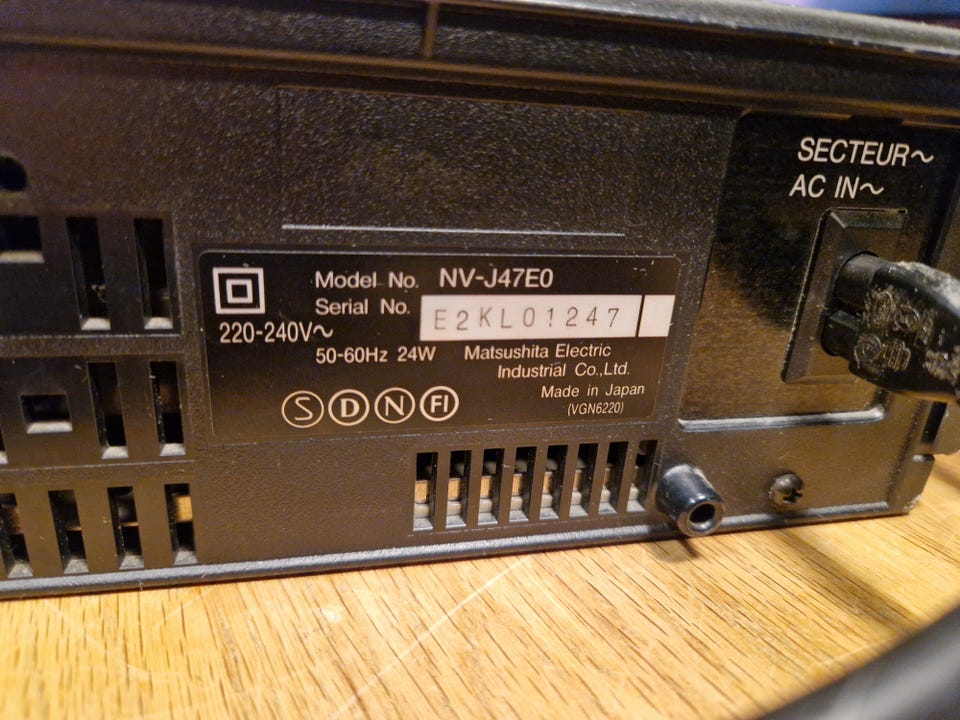 SECTEUR~
AC IN~
Model No. NV-J47EO
Serial No. E2KL01247
220-240V~
50-60Hz 24W
Matsushita Electric
Industrial Co.,Ltd.
Made in Japan
(VGN6220)
S D N FI